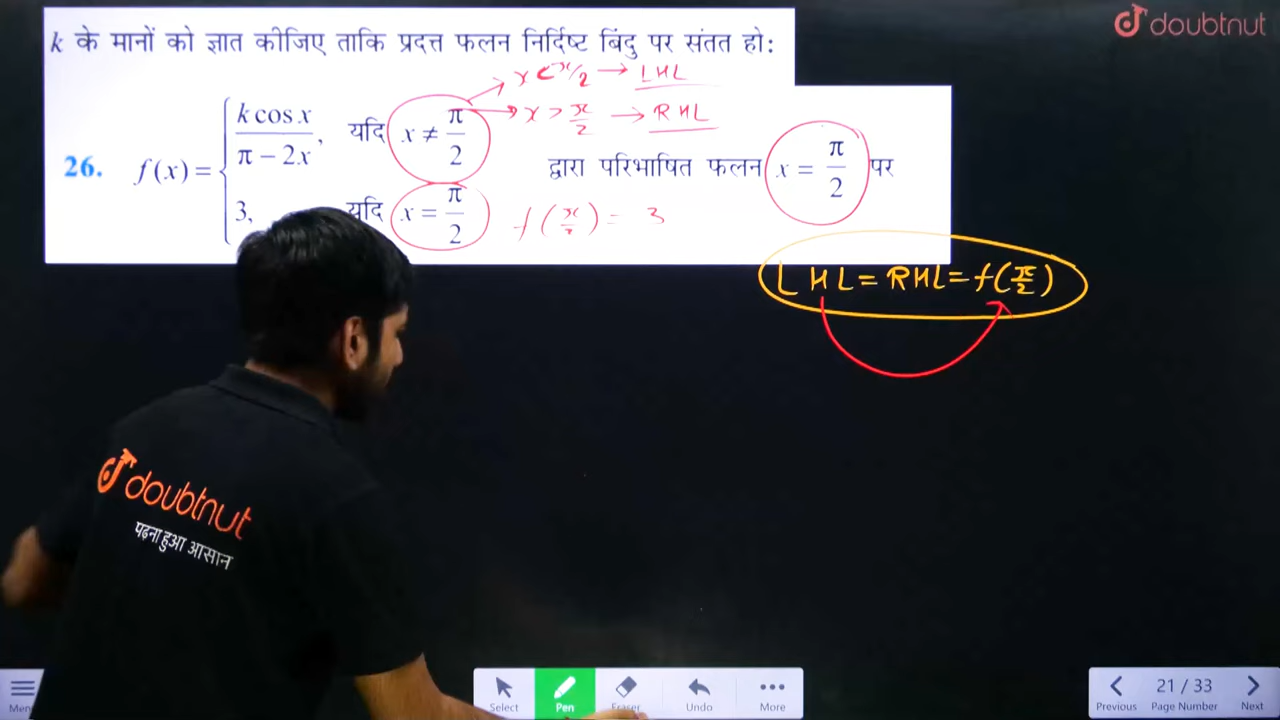 doubtnut
k के मानों को ज्ञात कीजिए ताकि प्रदत्त फलन निर्दिष्ट बिंदु पर संतत हो:
x < π/2 → LHL
x > π/2 → RHL
26. f(x) = { k cos x / π − 2x, यदि x ≠ π/2
3, यदि x = π/2
द्वारा परिभाषित फलन x = π/2 पर
f(π/2) = 3
LHL = RHL = f(π/2)
doubtnut
पढ़ना हुआ आसान
Select
Pen
Eraser
Undo
More
Previous
21 / 33
Page Number
Next